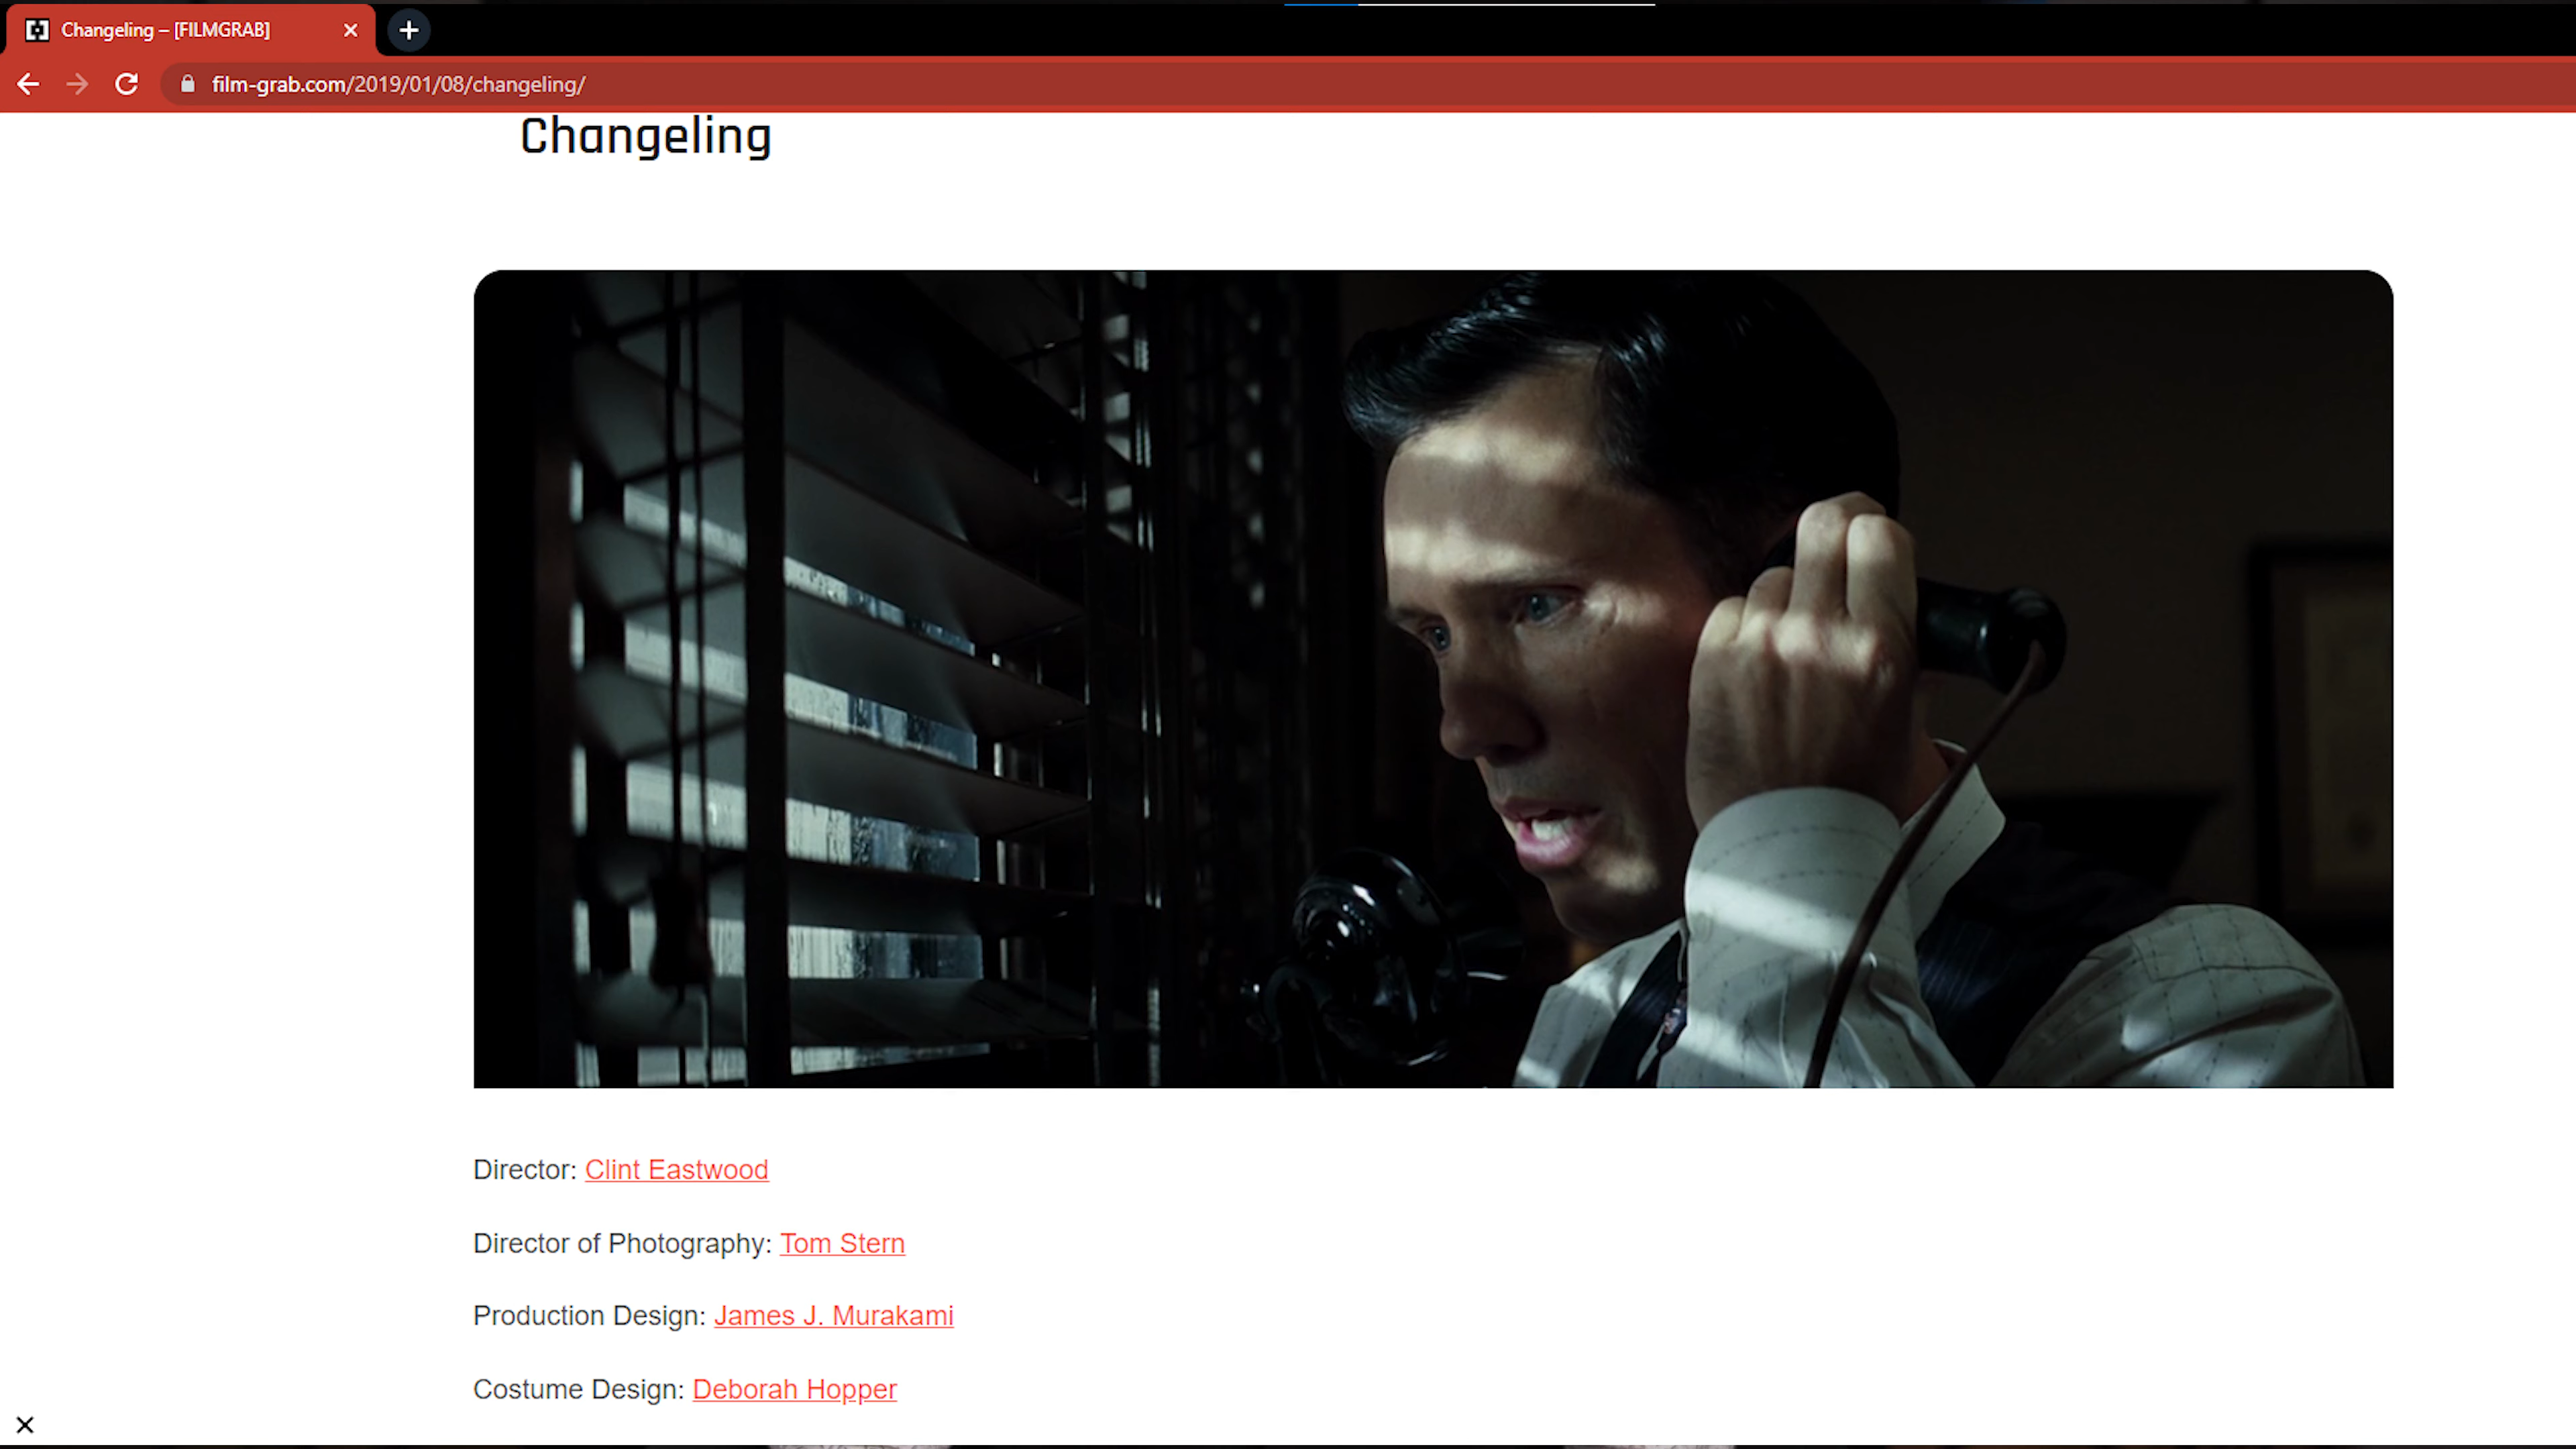 Changeling – [FILMGRAB]
film-grab.com/2019/01/08/changeling/
Changeling
Director: Clint Eastwood
Director of Photography: Tom Stern
Production Design: James J. Murakami
Costume Design: Deborah Hopper